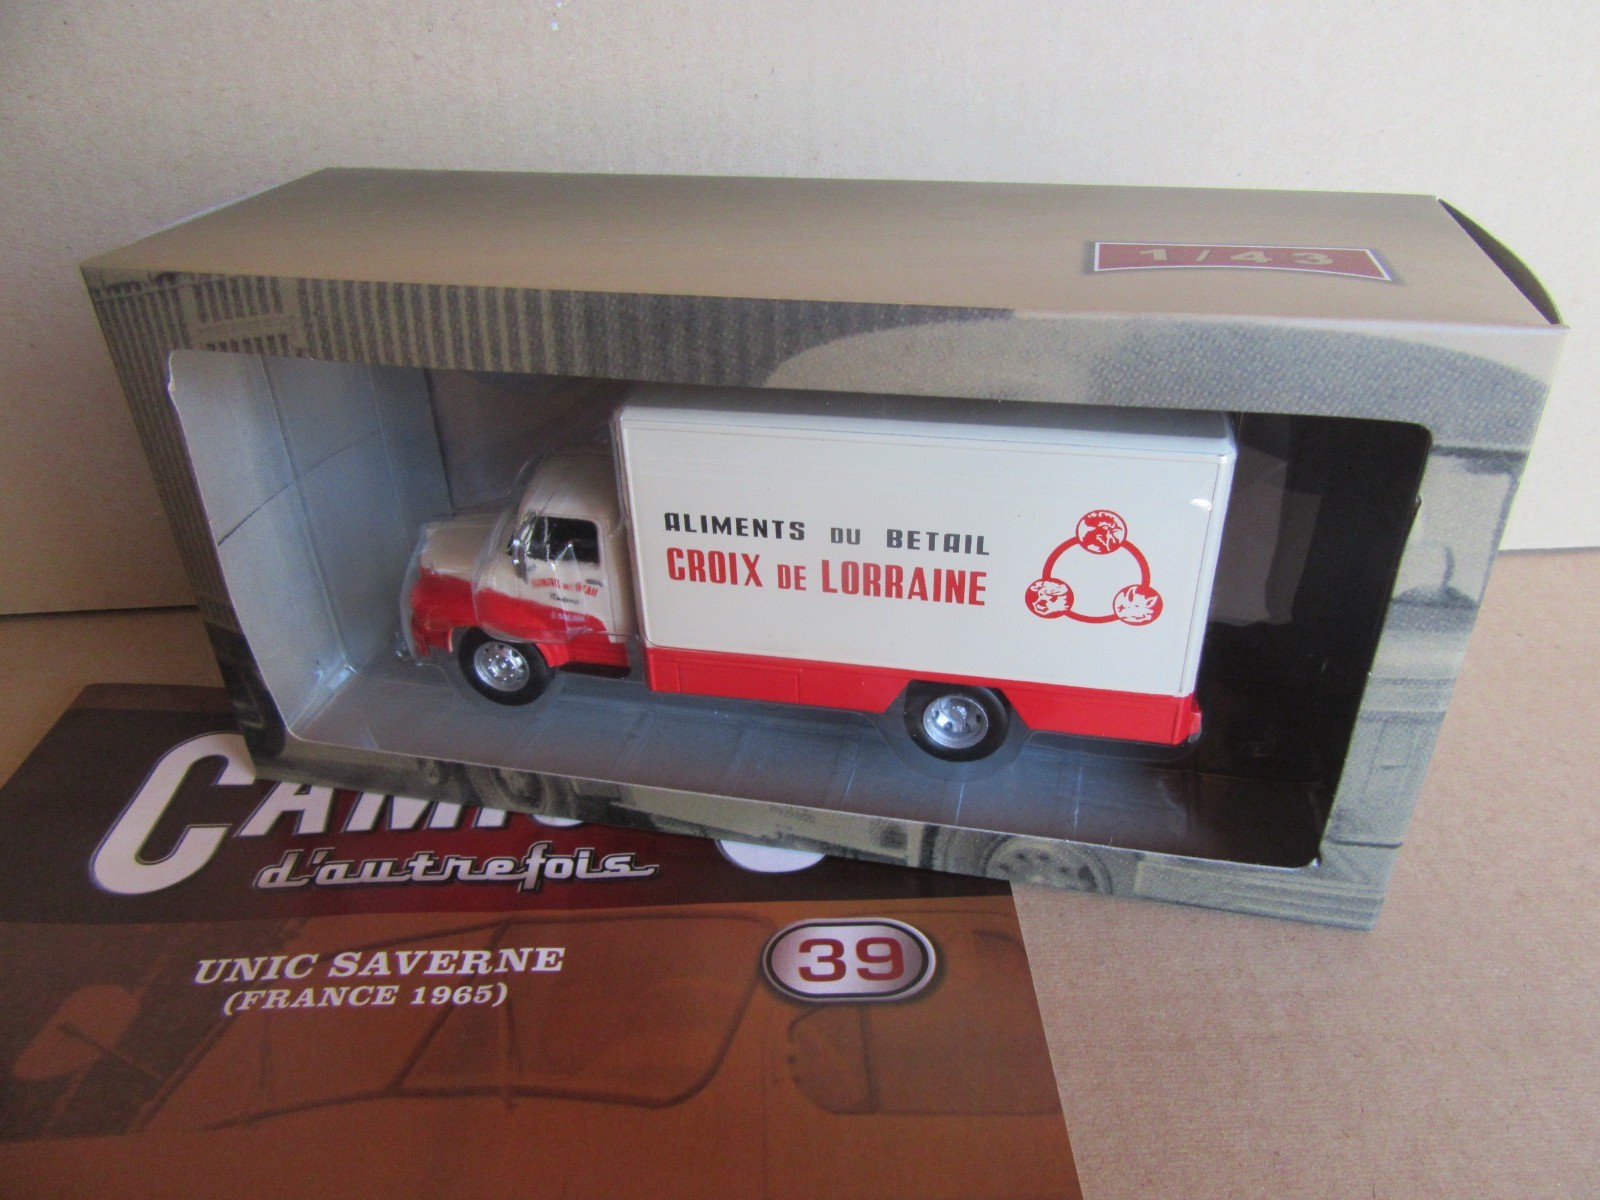 1/43
ALIMENTS DU BETAIL
CROIX DE LORRAINE
CAMI
d'autrefois
UNIC SAVERNE
(FRANCE 1965)
39